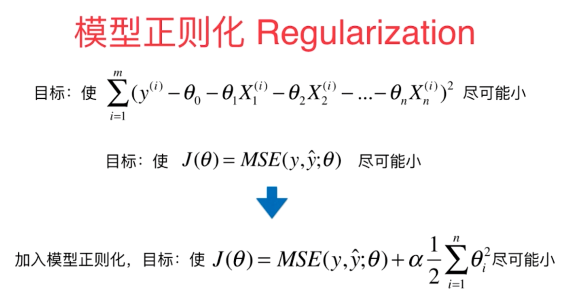 模型正则化 Regularization
目标：使 $\sum_{i=1}^{m}(y^{(i)}-\theta_0-\theta_1X_1^{(i)}-\theta_2X_2^{(i)}-...-\theta_nX_n^{(i)})^2$ 尽可能小
目标：使 $J(\theta)=MSE(y,\hat{y};\theta)$ 尽可能小
加入模型正则化，目标：使 $J(\theta)=MSE(y,\hat{y};\theta)+\alpha\frac{1}{2}\sum_{i=1}^{n}\theta_i^2$尽可能小